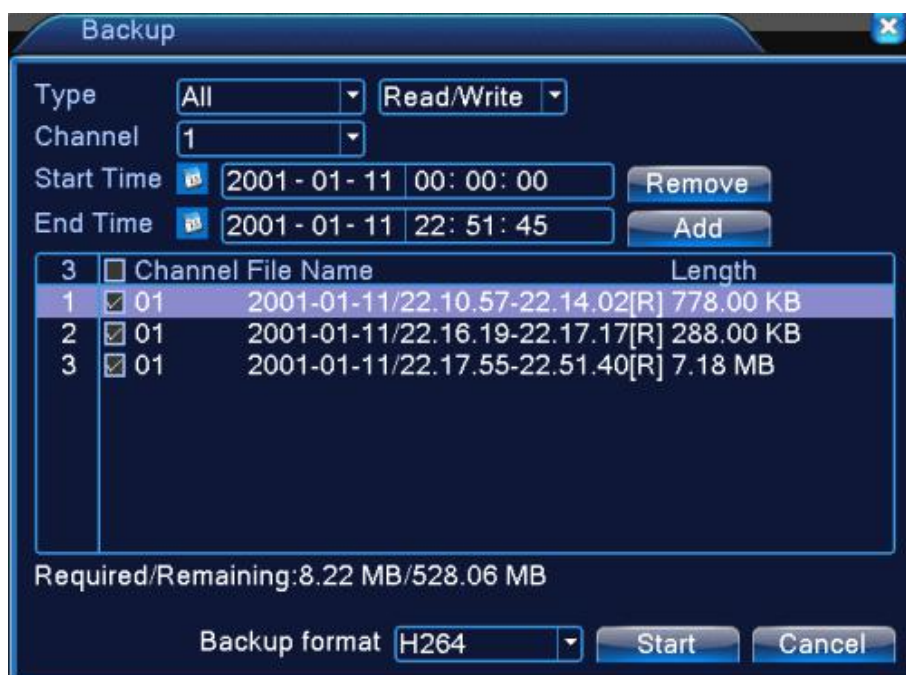 Backup
Type All Read/Write
Channel 1
Start Time 2001 - 01 - 11 00: 00: 00 Remove
End Time 2001 - 01 - 11 22: 51: 45 Add
3 Channel File Name Length
1 01 2001-01-11/22.10.57-22.14.02[R] 778.00 KB
2 01 2001-01-11/22.16.19-22.17.17[R] 288.00 KB
3 01 2001-01-11/22.17.55-22.51.40[R] 7.18 MB
Required/Remaining:8.22 MB/528.06 MB
Backup format H264 Start Cancel